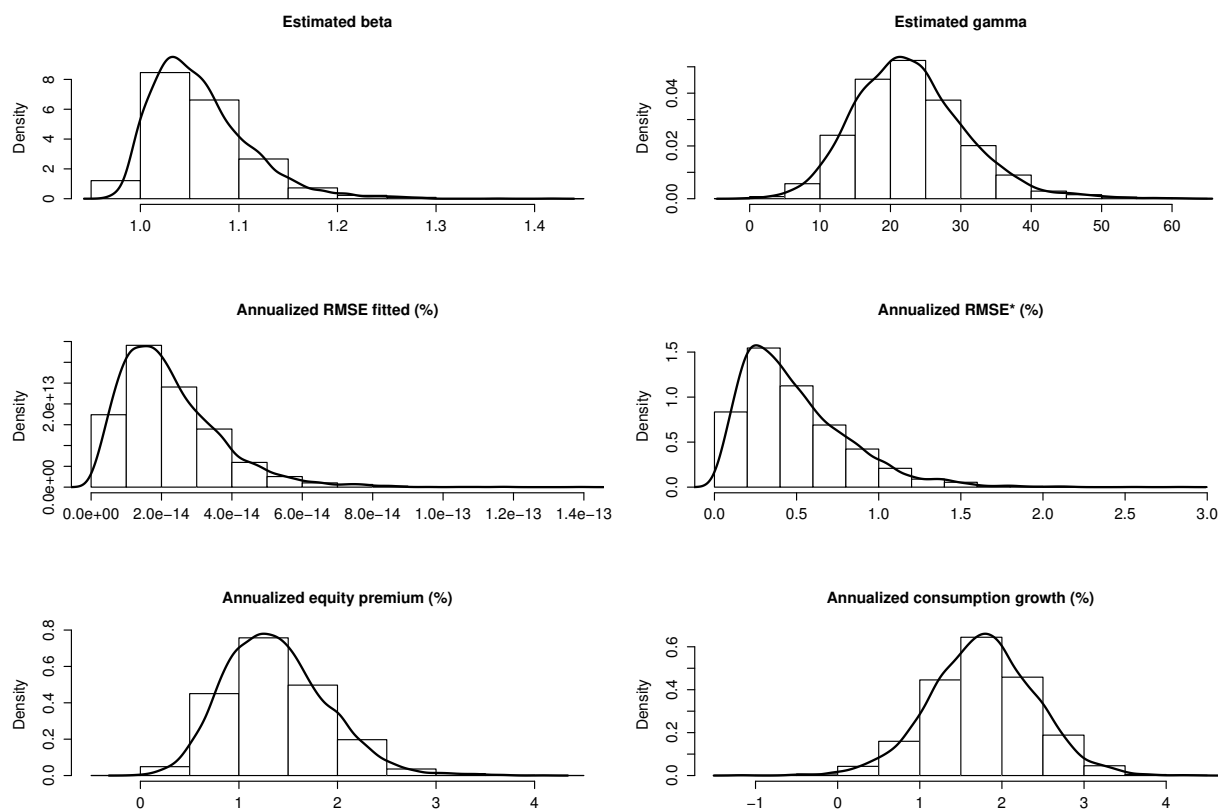 Estimated beta
Density
0 2 4 6 8
1.0 1.1 1.2 1.3 1.4
Estimated gamma
Density
0.00 0.02 0.04
0 10 20 30 40 50 60
Annualized RMSE fitted (%)
Density
0.0e+00 2.0e+13
0.0e+00 2.0e−14 4.0e−14 6.0e−14 8.0e−14 1.0e−13 1.2e−13 1.4e−13
Annualized RMSE* (%)
Density
0.0 0.5 1.0 1.5
0.0 0.5 1.0 1.5 2.0 2.5 3.0
Annualized equity premium (%)
Density
0.0 0.2 0.4 0.6 0.8
0 1 2 3 4
Annualized consumption growth (%)
Density
0.0 0.2 0.4 0.6
−1 0 1 2 3 4